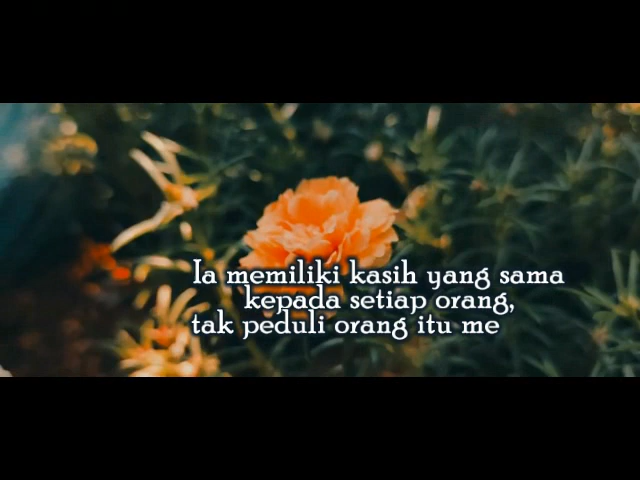 Ia memiliki kasih yang sama
kepada setiap orang,
tak peduli orang itu me